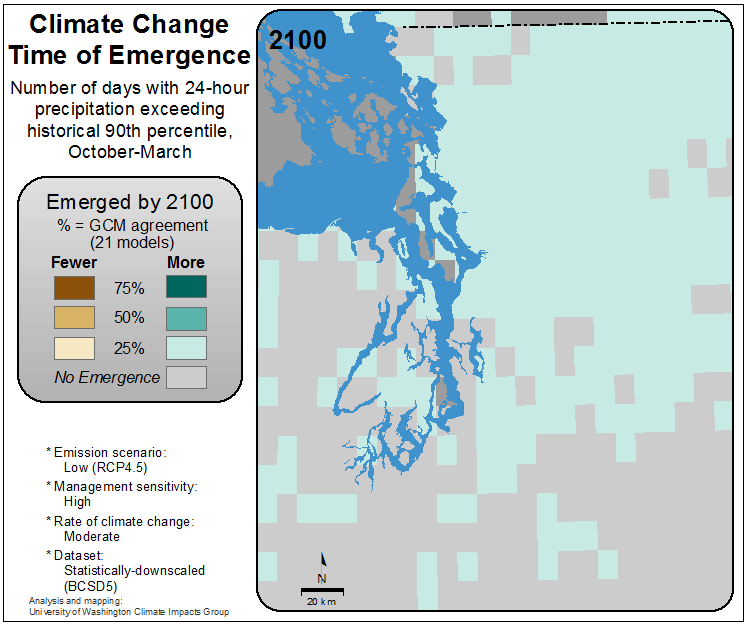 Climate Change
Time of Emergence
Number of days with 24-hour
precipitation exceeding
historical 90th percentile,
October-March
Emerged by 2100
% = GCM agreement
(21 models)
Fewer More
75%
50%
25%
No Emergence
* Emission scenario:
Low (RCP4.5)
* Management sensitivity:
High
* Rate of climate change:
Moderate
* Dataset:
Statistically-downscaled
(BCSD5)
Analysis and mapping:
University of Washington Climate Impacts Group
2100
N
20 km